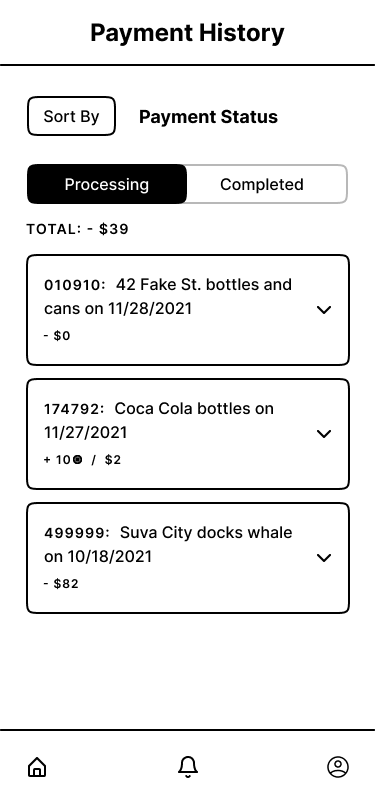 Payment History
Sort By
Payment Status
Processing
Completed
TOTAL: - $39
010910: 42 Fake St. bottles and
cans on 11/28/2021
- $0
174792: Coca Cola bottles on
11/27/2021
+ 10 / $2
499999: Suva City docks whale
on 10/18/2021
- $82